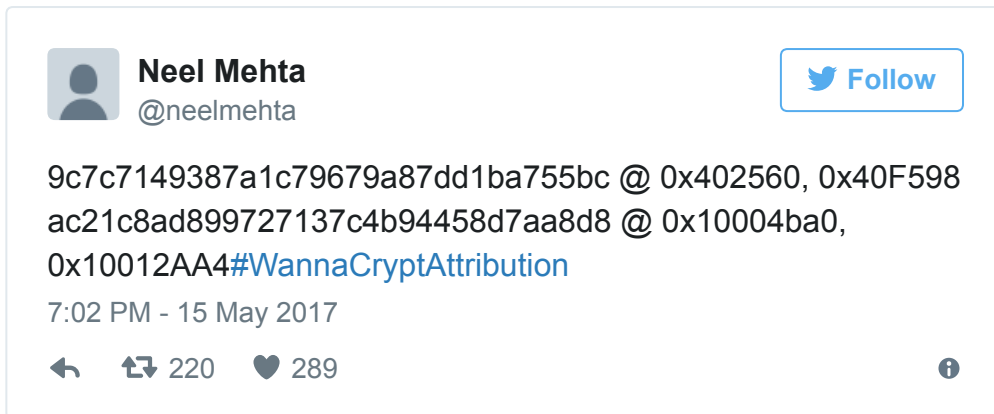 Neel Mehta
@neelmehta
Follow
9c7c7149387a1c79679a87dd1ba755bc @ 0x402560, 0x40F598
ac21c8ad899727137c4b94458d7aa8d8 @ 0x10004ba0,
0x10012AA4#WannaCryptAttribution
7:02 PM - 15 May 2017
220 289